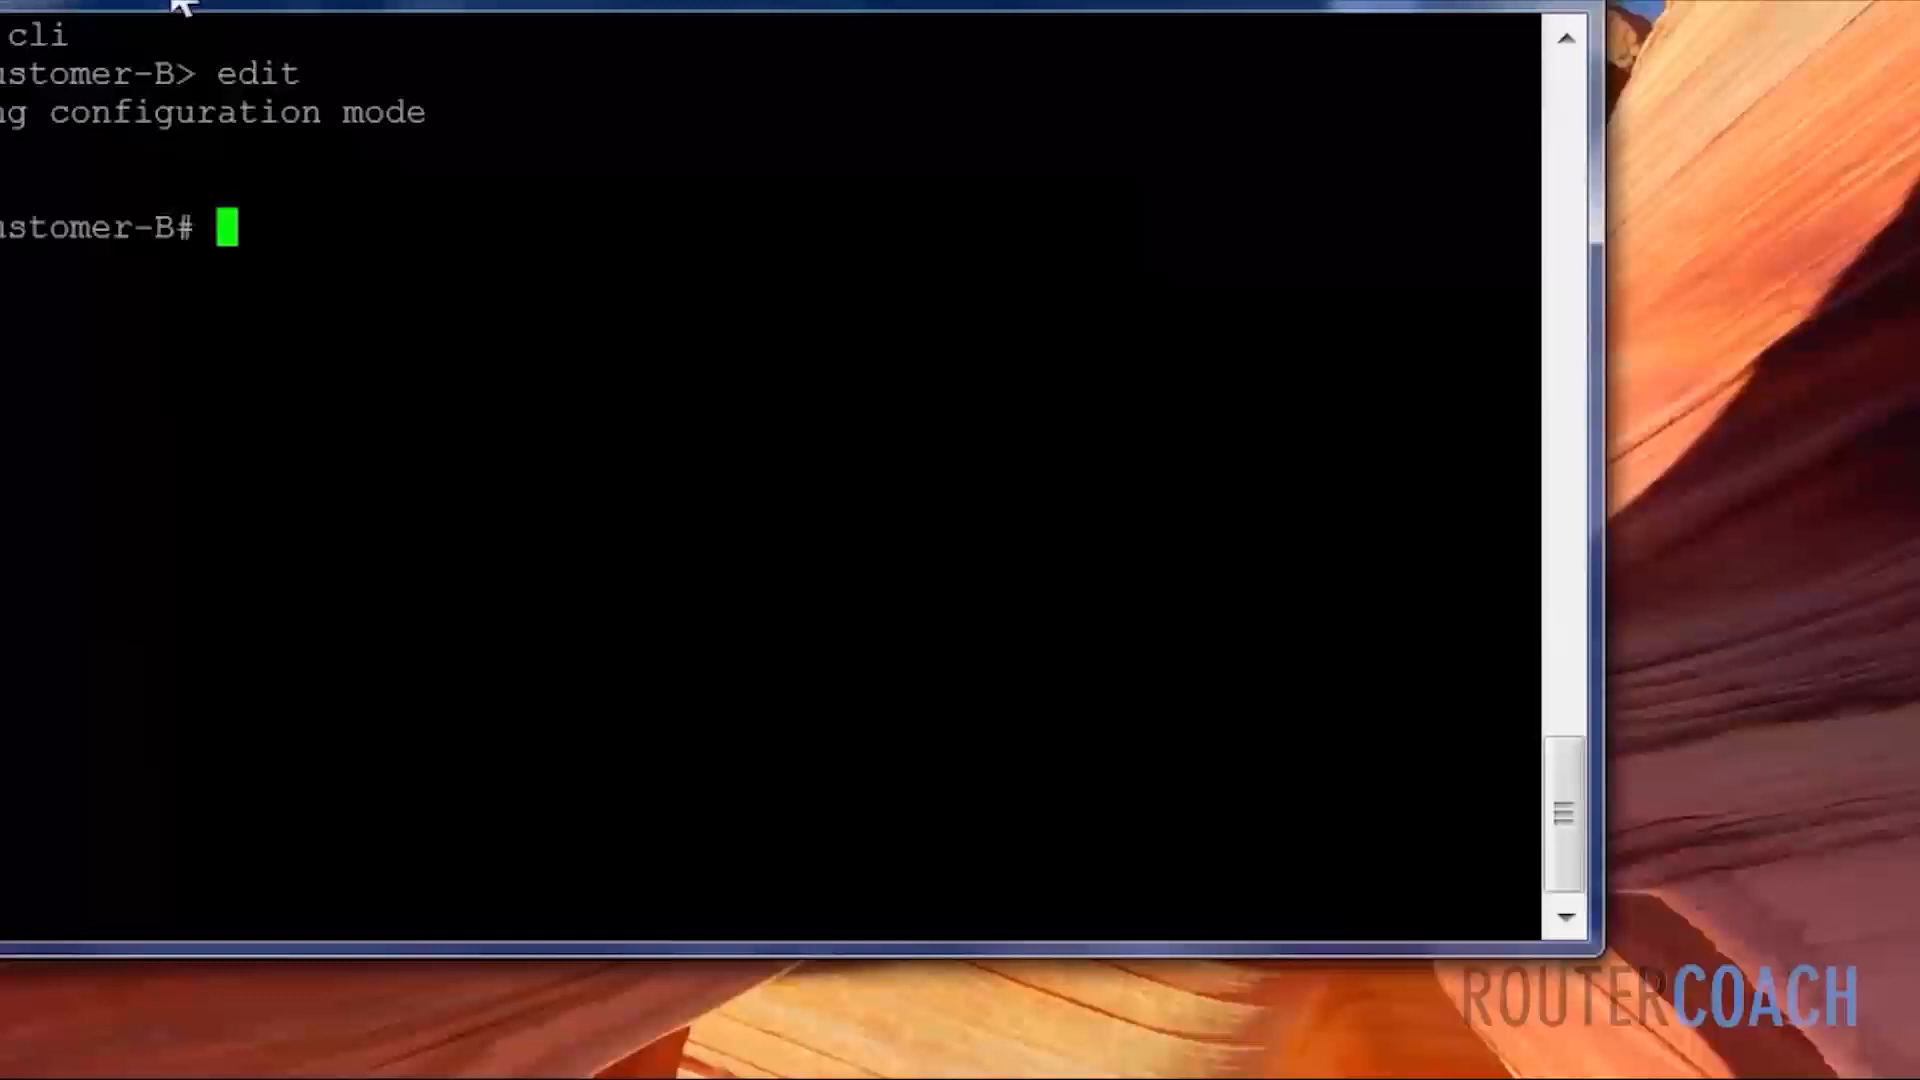 cli
ustomer-B> edit
ng configuration mode
ustomer-B#
ROUTERCOACH